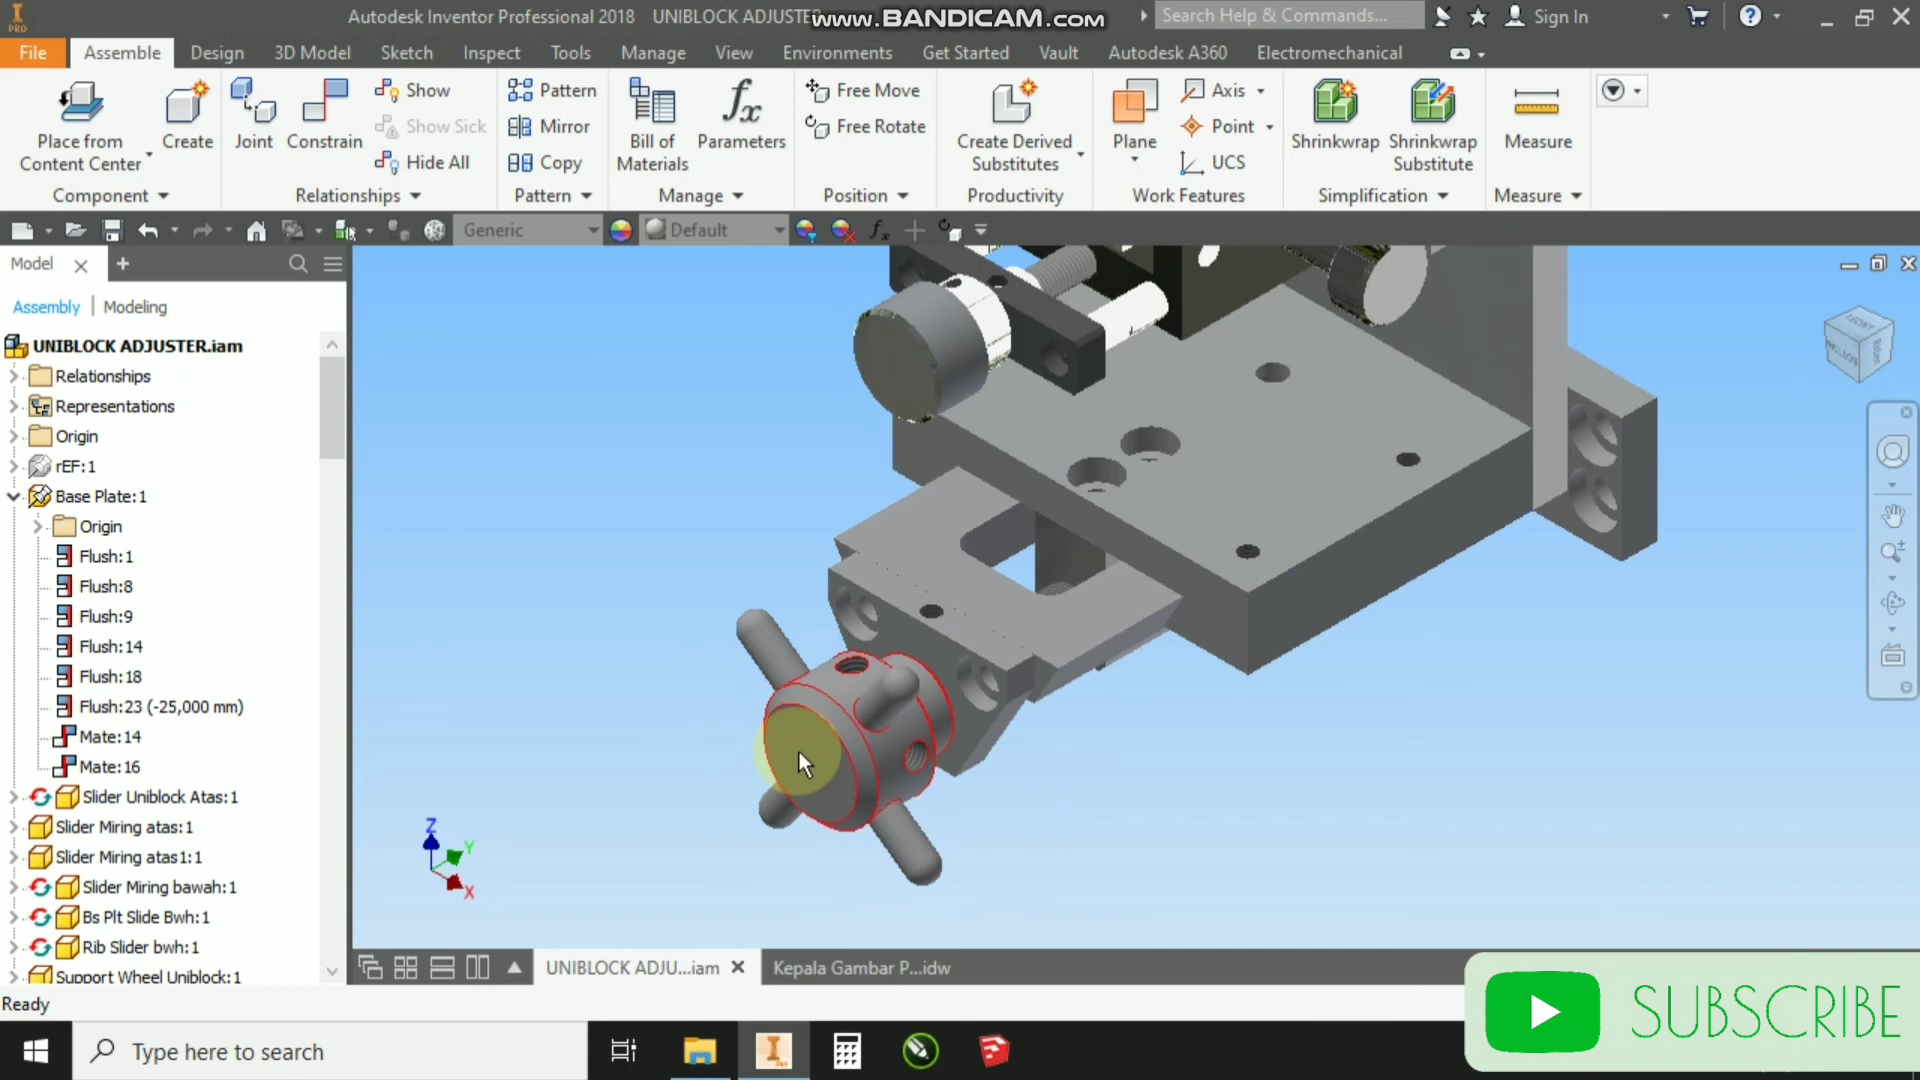 PRO
Autodesk Inventor Professional 2018 UNIBLOCK ADJUSTER
www.BANDICAM.com
Search Help & Commands...
Sign In
File Assemble Design 3D Model Sketch Inspect Tools Manage View Environments Get Started Vault Autodesk A360 Electromechanical
Place from Content Center
Create
Joint
Constrain
Show
Show Sick
Hide All
Pattern
Mirror
Copy
Bill of Materials
fx
Parameters
Free Move
Free Rotate
Create Derived Substitutes
Plane
Axis
Point
UCS
Shrinkwrap
Shrinkwrap Substitute
Measure
Component Relationships Pattern Manage Position Productivity Work Features Simplification Measure
Generic
Default
fx
Model
Assembly | Modeling
UNIBLOCK ADJUSTER.iam
Relationships
Representations
Origin
rEF:1
Base Plate:1
Origin
Flush:1
Flush:8
Flush:9
Flush:14
Flush:18
Flush:23 (-25,000 mm)
Mate:14
Mate:16
Slider Uniblock Atas:1
Slider Miring atas:1
Slider Miring atas1:1
Slider Miring bawah:1
Bs Plt Slide Bwh:1
Rib Slider bwh:1
Support Wheel Uniblock:1
Z
Y
X
UNIBLOCK ADJU...iam
Kepala Gambar P...idw
Ready
SUBSCRIBE
Type here to search